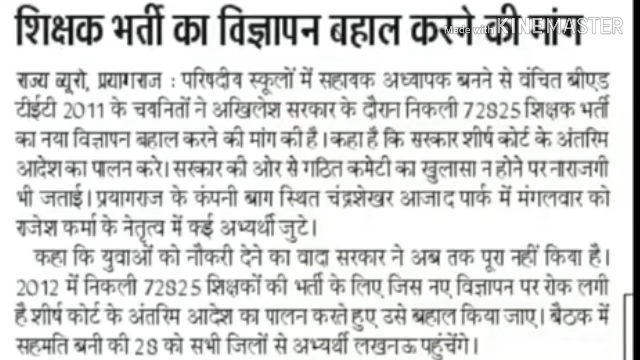 शिक्षक भर्ती का विज्ञापन बहाल करने की मांग
Made with KINEMASTER
राज्य ब्यूरो, प्रयागराज : परिषदीय स्कूलों में सहायक अध्यापक बनने से वंचित बीएड
टीईटी 2011 के चयनितों ने अखिलेश सरकार के दौरान निकली 72825 शिक्षक भर्ती
का नया विज्ञापन बहाल करने की मांग की है। कहा है कि सरकार शीर्ष कोर्ट के अंतरिम
आदेश का पालन करे। सरकार की ओर से गठित कमेटी का खुलासा न होने पर नाराजगी
भी जताई। प्रयागराज के कंपनी बाग स्थित चंद्रशेखर आजाद पार्क में मंगलवार को
राजेश कर्मा के नेतृत्व में कई अभ्यर्थी जुटे।
कहा कि युवाओं को नौकरी देने का वादा सरकार ने अब तक पूरा नहीं किया है।
2012 में निकली 72825 शिक्षकों की भर्ती के लिए जिस नए विज्ञापन पर रोक लगी
है शीर्ष कोर्ट के अंतरिम आदेश का पालन करते हुए उसे बहाल किया जाए। बैठक में
सहमति बनी की 28 को सभी जिलों से अभ्यर्थी लखनऊ पहुंचेंगे।